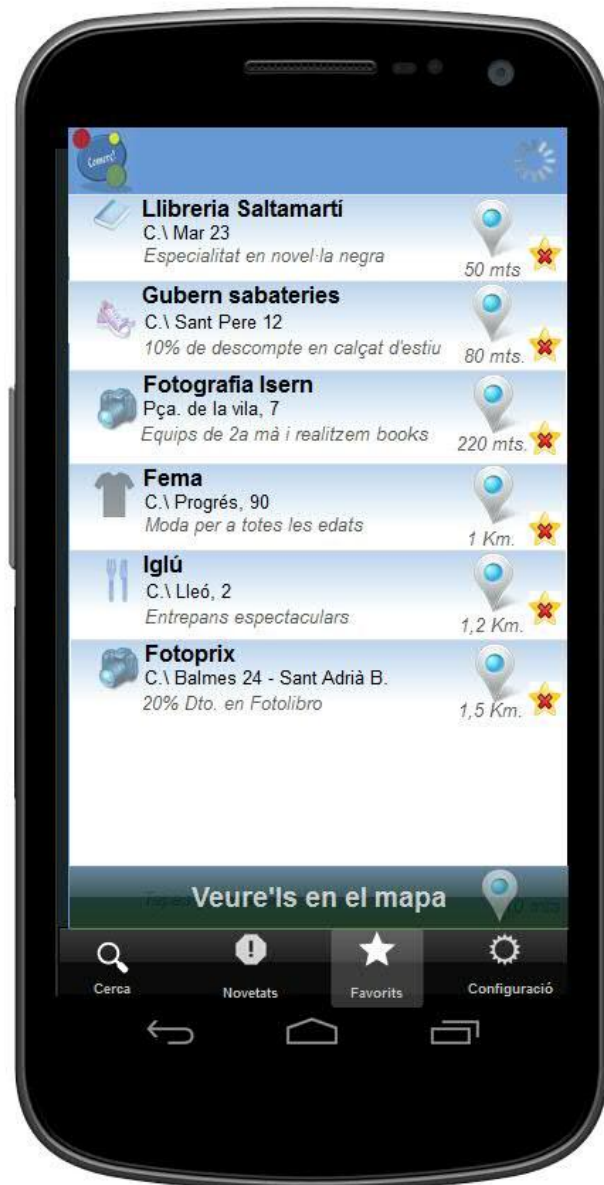 Comerç!
Llibreria Saltamartí
C.\ Mar 23
Especialitat en novel·la negra
50 mts
Gubern sabateries
C.\ Sant Pere 12
10% de descompte en calçat d'estiu
80 mts.
Fotografia Isern
Pça. de la vila, 7
Equips de 2a mà i realitzem books
220 mts.
Fema
C.\ Progrés, 90
Moda per a totes les edats
1 Km.
Iglú
C.\ Lleó, 2
Entrepans espectaculars
1,2 Km.
Fotoprix
C.\ Balmes 24 - Sant Adrià B.
20% Dto. en Fotolibro
1,5 Km.
Veure'ls en el mapa
Cerca
Novetats
Favorits
Configuració